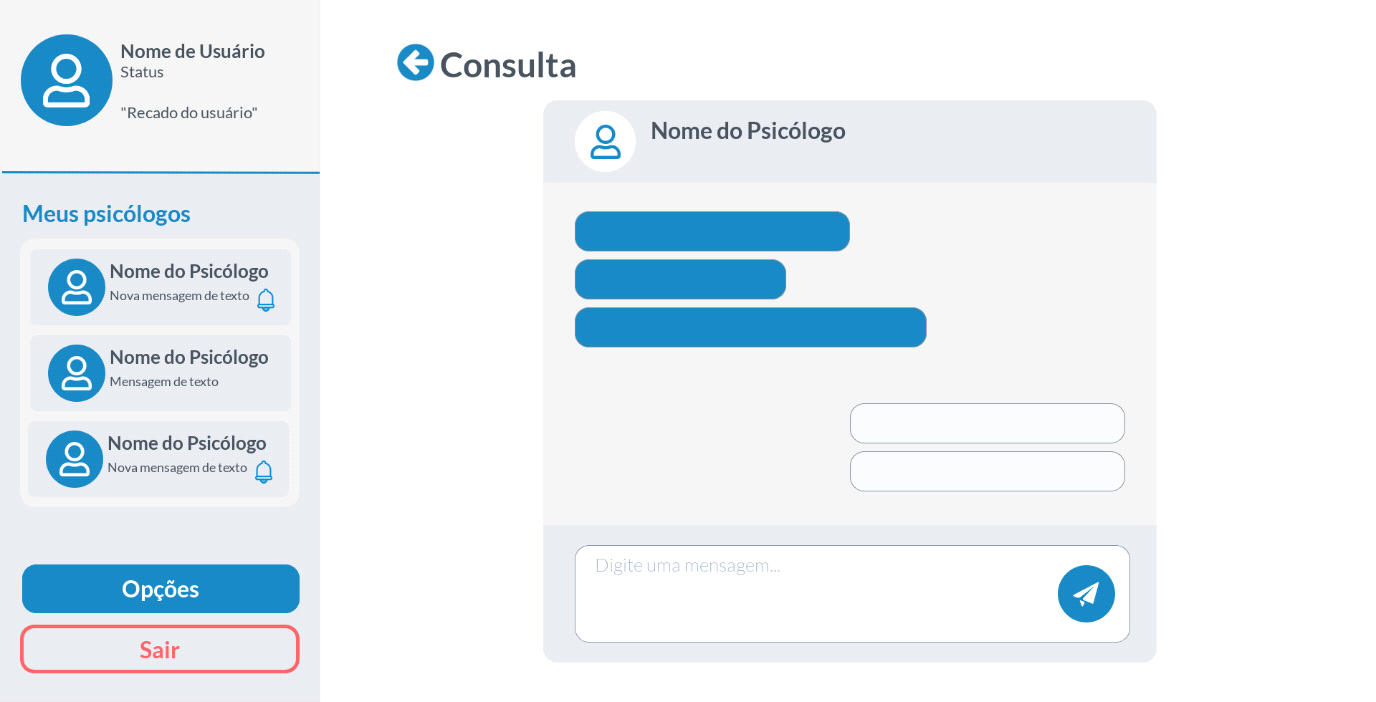 Nome de Usuário
Status
"Recado do usuário"
Meus psicólogos
Nome do Psicólogo
Nova mensagem de texto
Nome do Psicólogo
Mensagem de texto
Nome do Psicólogo
Nova mensagem de texto
Opções
Sair
Consulta
Nome do Psicólogo
Digite uma mensagem...